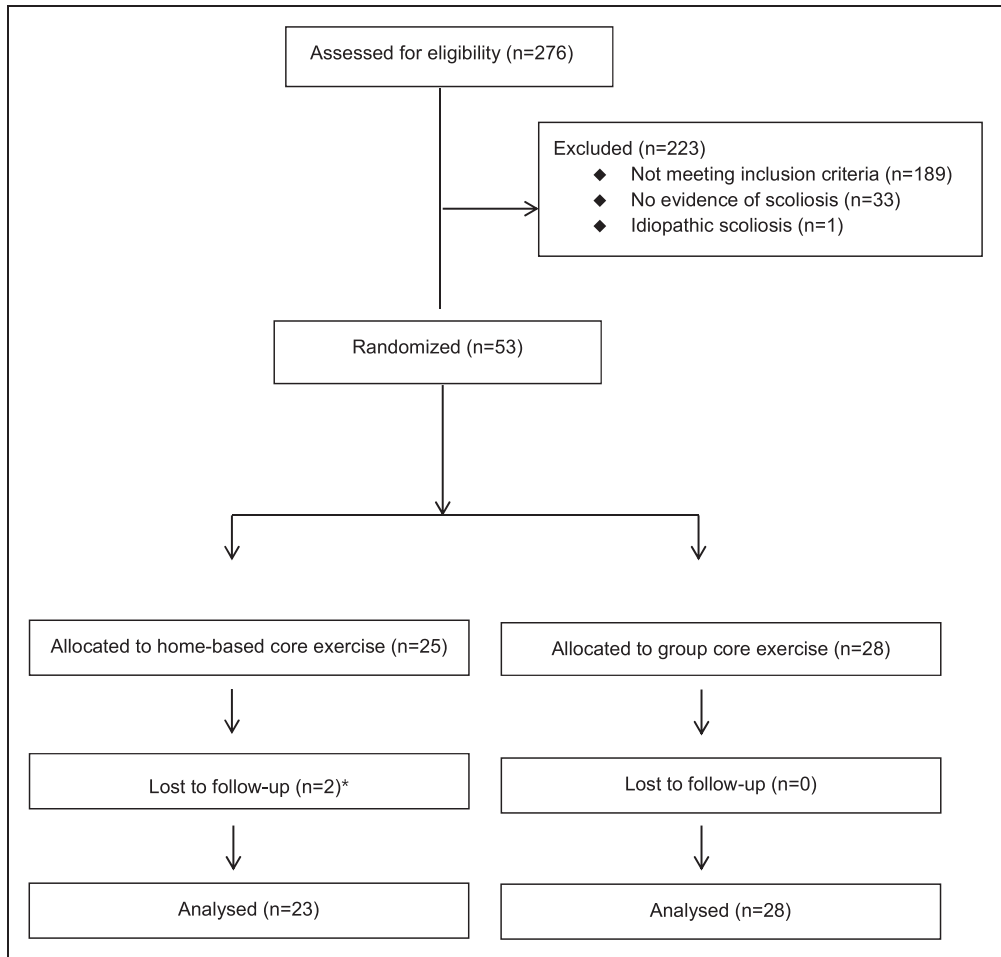 Assessed for eligibility (n=276)
Excluded (n=223)
◆ Not meeting inclusion criteria (n=189)
◆ No evidence of scoliosis (n=33)
◆ Idiopathic scoliosis (n=1)
Randomized (n=53)
Allocated to home-based core exercise (n=25)
Allocated to group core exercise (n=28)
Lost to follow-up (n=2)*
Lost to follow-up (n=0)
Analysed (n=23)
Analysed (n=28)